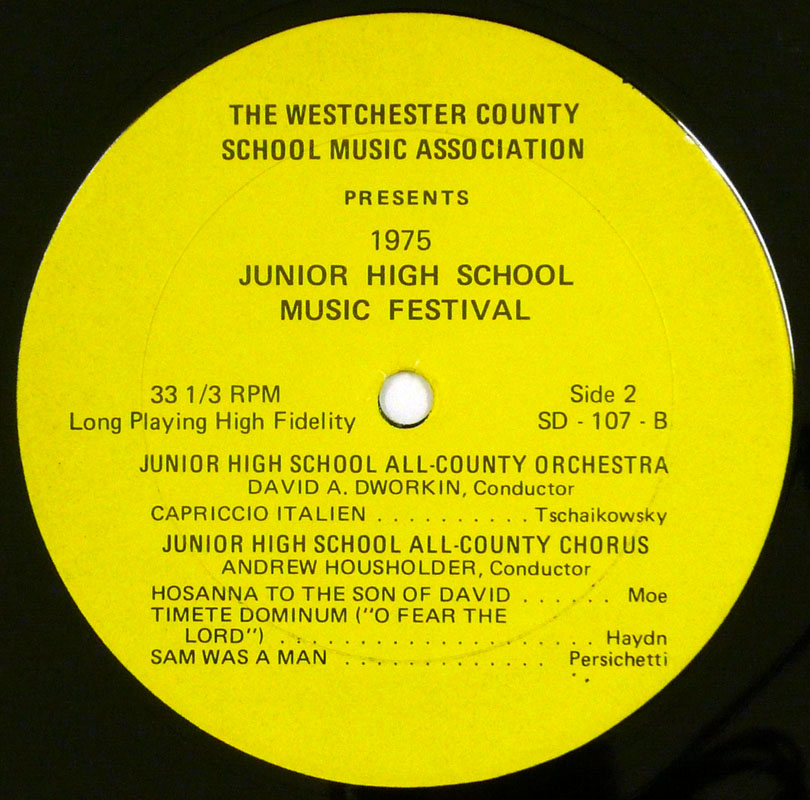 THE WESTCHESTER COUNTY
SCHOOL MUSIC ASSOCIATION
PRESENTS
1975
JUNIOR HIGH SCHOOL
MUSIC FESTIVAL
33 1/3 RPM
Long Playing High Fidelity
Side 2
SD - 107 - B
JUNIOR HIGH SCHOOL ALL-COUNTY ORCHESTRA
DAVID A. DWORKIN, Conductor
CAPRICCIO ITALIEN . . . . . . . . . . Tschaikowsky
JUNIOR HIGH SCHOOL ALL-COUNTY CHORUS
ANDREW HOUSHOLDER, Conductor
HOSANNA TO THE SON OF DAVID . . . . . . Moe
TIMETE DOMINUM ("O FEAR THE
LORD") . . . . . . . . . . . . . . . . . . . . Haydn
SAM WAS A MAN . . . . . . . . . . . . . Persichetti